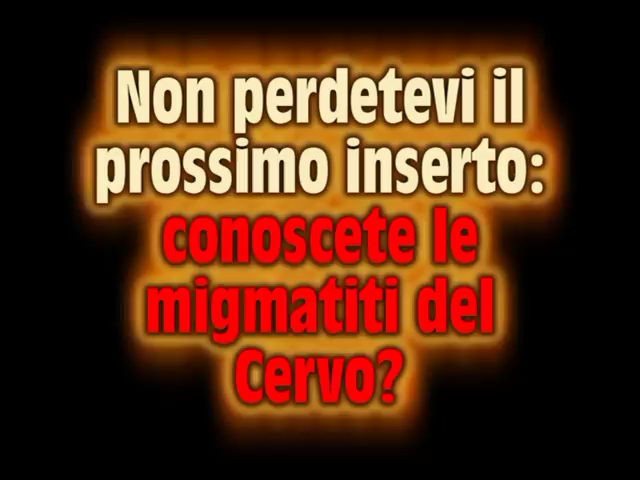 Non perdetevi il
prossimo inserto:
conoscete le
migmatiti del
Cervo?